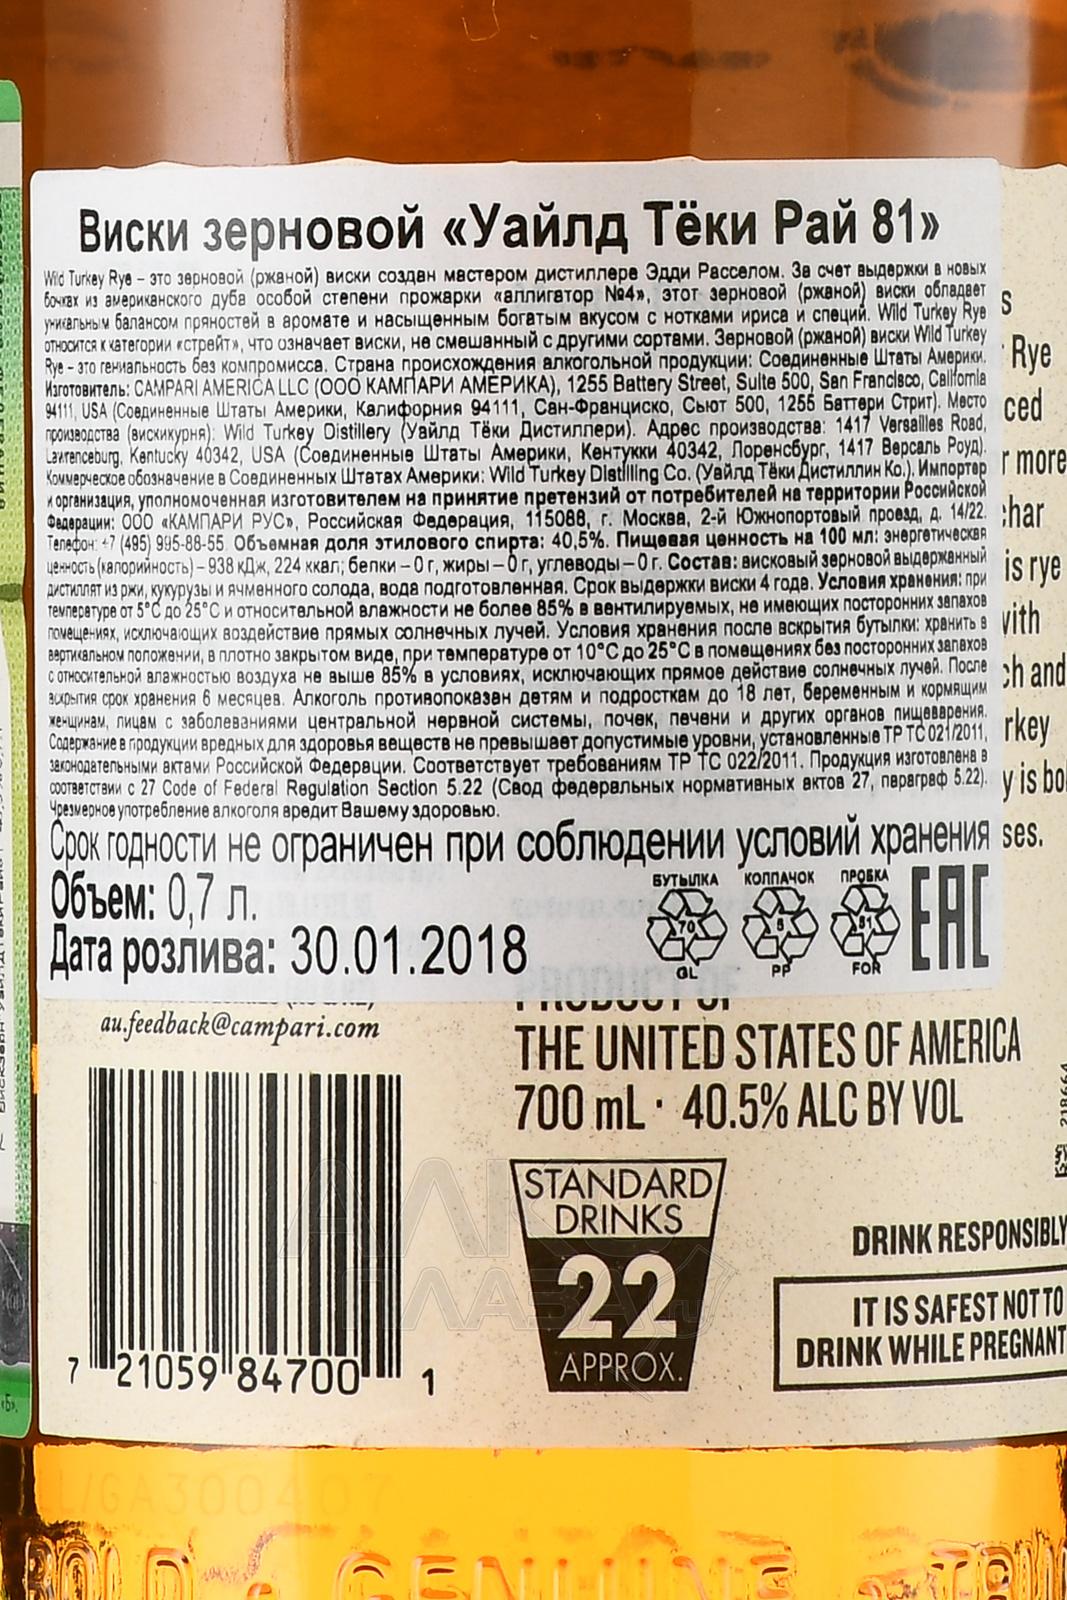 Виски зерновой «Уайлд Тёки Рай 81»
Wild Turkey Rye – это зерновой (ржаной) виски создан мастером дистиллере Эдди Расселом. За счет выдержки в новых
бочках из американского дуба особой степени прожарки «аллигатор №4», этот зерновой (ржаной) виски обладает
уникальным балансом пряностей в аромате и насыщенным богатым вкусом с нотками ириса и специй. Wild Turkey Rye
относится к категории «стрейт», что означает виски, не смешанный с другими сортами. Зерновой (ржаной) виски Wild Turkey
Rye – это гениальность без компромисса. Страна происхождения алкогольной продукции: Соединенные Штаты Америки.
Изготовитель: CAMPARI AMERICA LLC (ООО КАМПАРИ АМЕРИКА), 1255 Battery Street, Suite 500, San Francisco, California
94111, USA (Соединенные Штаты Америки, Калифорния 94111, Сан-Франциско, Сьют 500, 1255 Баттери Стрит). Место
производства (вискикурня): Wild Turkey Distillery (Уайлд Тёки Дистиллери). Адрес производства: 1417 Versailles Road,
Lawrenceburg, Kentucky 40342, USA (Соединенные Штаты Америки, Кентукки 40342, Лоренсбург, 1417 Версаль Роуд).
Коммерческое обозначение в Соединенных Штатах Америки: Wild Turkey Distilling Co. (Уайлд Тёки Дистиллин Ко.). Импортер
и организация, уполномоченная изготовителем на принятие претензий от потребителей на территории Российской
Федерации: ООО «КАМПАРИ РУС», Российская Федерация, 115088, г. Москва, 2-й Южнопортовый проезд, д. 14/22.
Телефон: +7 (495) 995-88-55. Объемная доля этилового спирта: 40,5%. Пищевая ценность на 100 мл: энергетическая
ценность (калорийность) – 938 кДж, 224 ккал; белки – 0 г, жиры – 0 г, углеводы – 0 г. Состав: висковый зерновой выдержанный
дистиллят из ржи, кукурузы и ячменного солода, вода подготовленная. Срок выдержки виски 4 года. Условия хранения: при
температуре от 5°C до 25°C и относительной влажности не более 85% в вентилируемых, не имеющих посторонних запахов
помещениях, исключающих воздействие прямых солнечных лучей. Условия хранения после вскрытия бутылки: хранить в
вертикальном положении, в плотно закрытом виде, при температуре от 10°C до 25°C в помещениях без посторонних запахов
с относительной влажностью воздуха не выше 85% в условиях, исключающих прямое действие солнечных лучей. После
вскрытия срок хранения 6 месяцев. Алкоголь противопоказан детям и подросткам до 18 лет, беременным и кормящим
женщинам, лицам с заболеваниями центральной нервной системы, почек, печени и других органов пищеварения.
Содержание в продукции вредных для здоровья веществ не превышает допустимые уровни, установленные ТР ТС 021/2011,
законодательными актами Российской Федерации. Соответствует требованиям ТР ТС 022/2011. Продукция изготовлена в
соответствии с 27 Code of Federal Regulation Section 5.22 (Свод федеральных нормативных актов 27, параграф 5.22).
Чрезмерное употребление алкоголя вредит Вашему здоровью.
Срок годности не ограничен при соблюдении условий хранения
Объем: 0,7 л.
Дата розлива: 30.01.2018
БУТЫЛКА КОЛПАЧОК ПРОБКА
70 5 51
GL PP FOR
EAC
s
Rye
ced
r more
char
is rye
with
ch and
rkey
y is bo
ses.
au.feedback@campari.com
PRODUCT OF
THE UNITED STATES OF AMERICA
700 mL · 40.5% ALC BY VOL
STANDARD
DRINKS
22
APPROX.
DRINK RESPONSIBLY
IT IS SAFEST NOT TO
DRINK WHILE PREGNANT
7 21059 84700 1
218664
АЛКО
ПЛАЗА.ru
LL/GA300407
BOLD GENUINE TRU